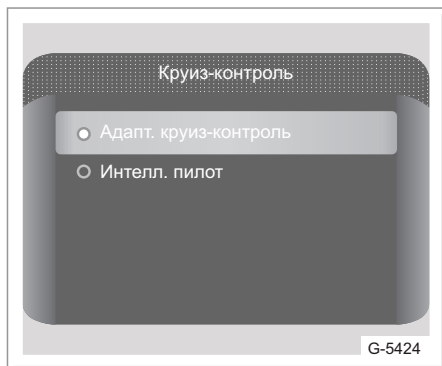 Круиз-контроль
Адапт. круиз-контроль
Интелл. пилот
G-5424